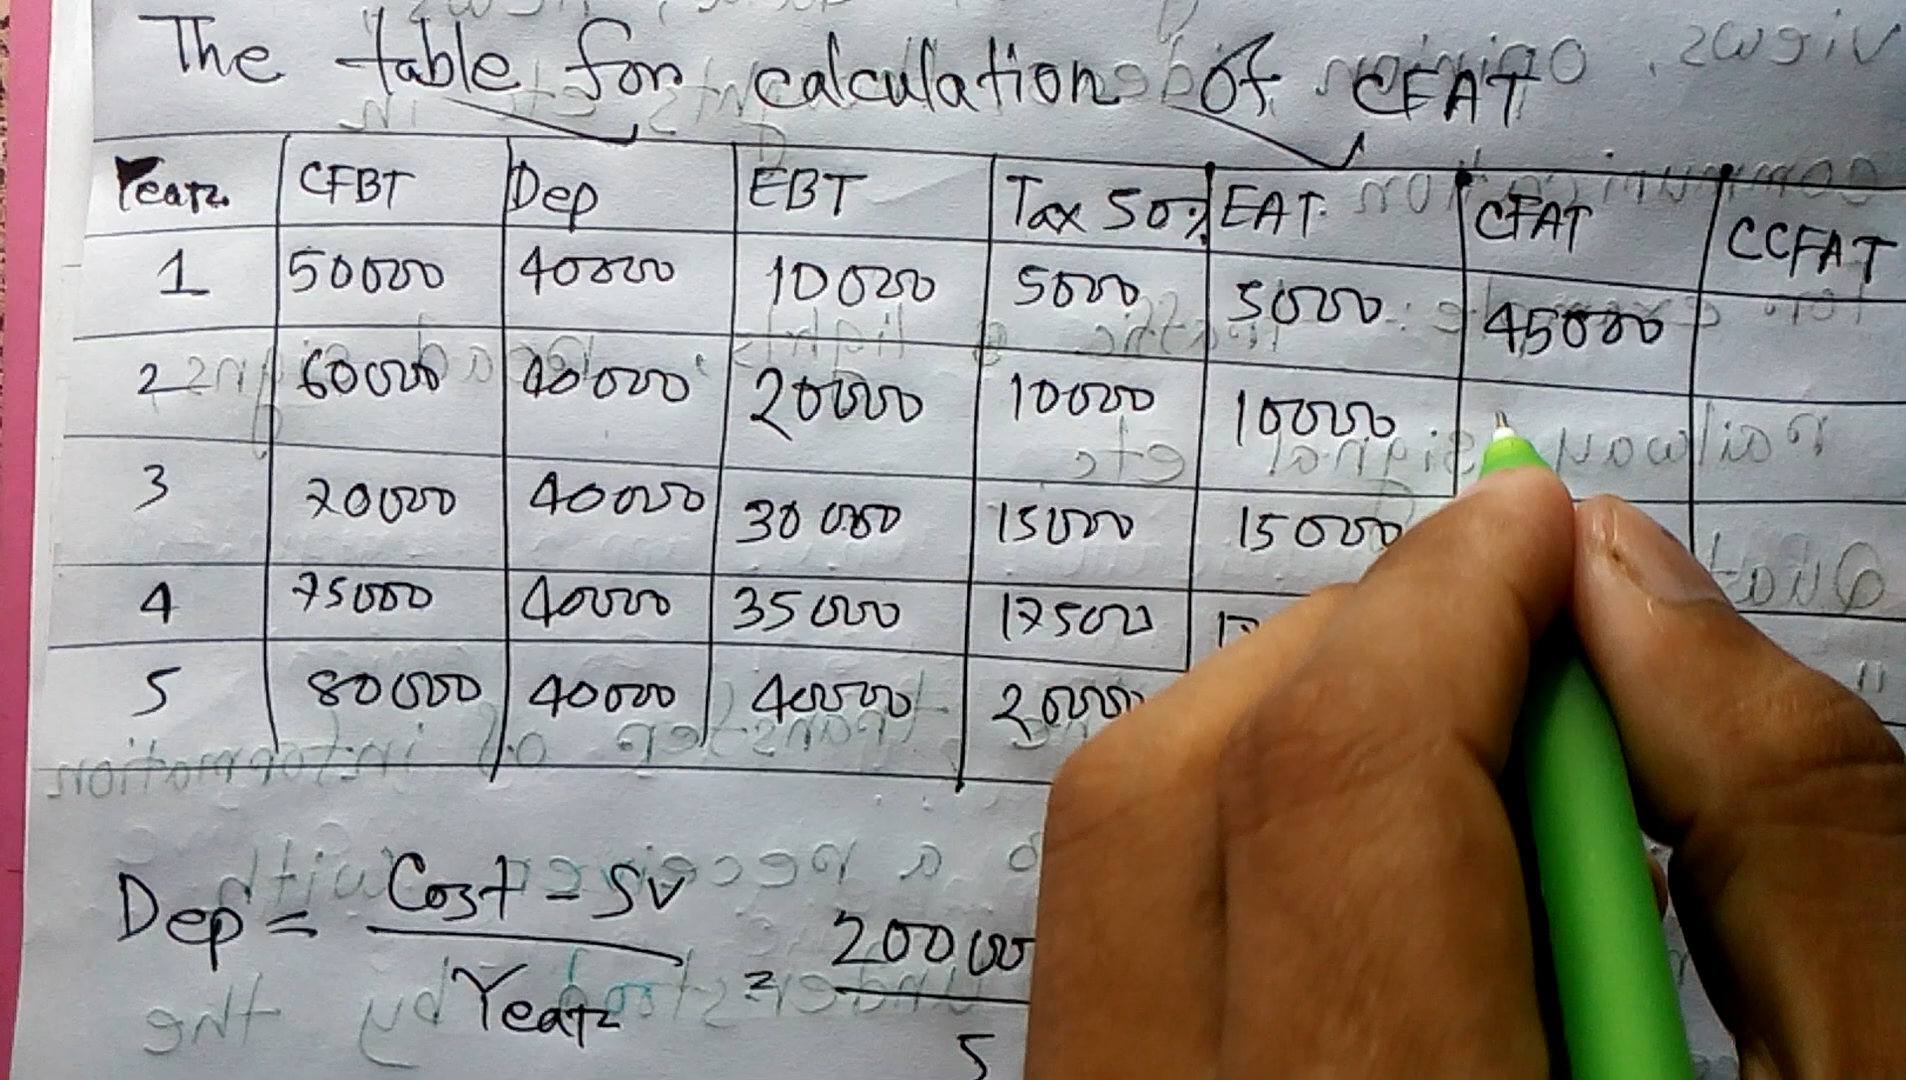 The table for calculation of CFAT
Year CFBT Dep EBT Tax 50% EAT CFAT CCFAT
1 50000 40000 10000 5000 5000 45000
2 60000 40000 20000 10000 10000
3 70000 40000 30000 15000 15000
4 75000 40000 35000 17500
5 80000 40000 40000 20000
Dep = Cost - SV / Year = 200000 / 5